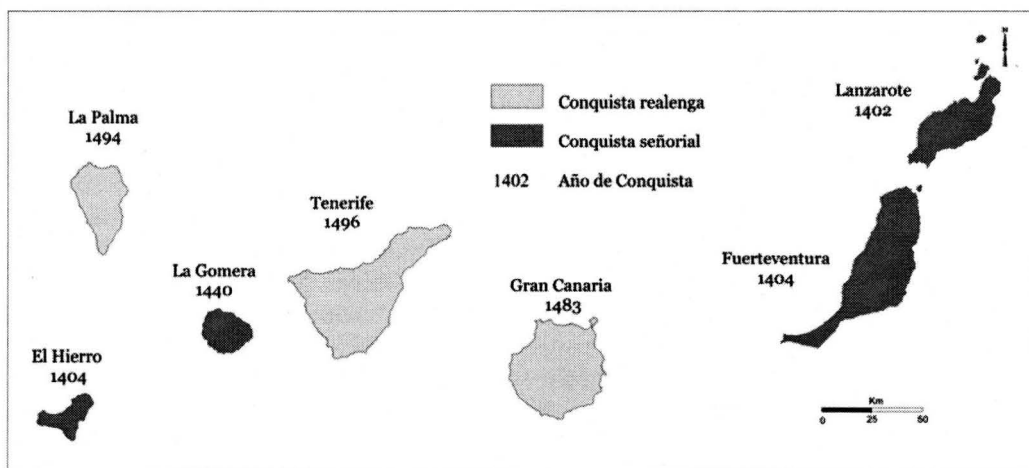 La Palma
1494
La Gomera
1440
El Hierro
1404
Tenerife
1496
Conquista realenga
Conquista señorial
1402 Año de Conquista
Gran Canaria
1483
Lanzarote
1402
Fuerteventura
1404
N
Km
0 25 50